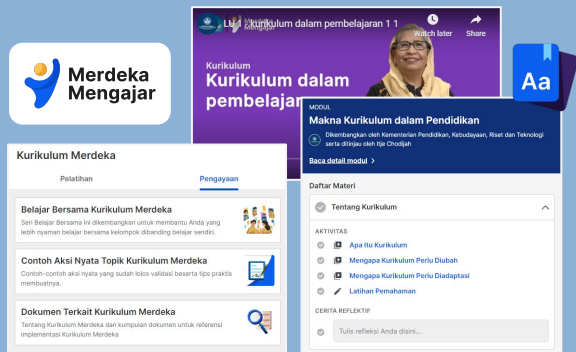 Merdeka
Mengajar
LU 1 : kurikulum dalam pembelajaran 1 1
Merdeka
Mengajar
Watch later
Share
Kurikulum
Kurikulum dalam
pembelajaran
Aa
MODUL
Makna Kurikulum dalam Pendidikan
Dikembangkan oleh Kementerian Pendidikan, Kebudayaan, Riset dan Teknologi
serta ditinjau oleh Itje Chodijah
Baca detail modul
Daftar Materi
Tentang Kurikulum
AKTIVITAS
Apa Itu Kurikulum
Mengapa Kurikulum Perlu Diubah
Mengapa Kurikulum Perlu Diadaptasi
Latihan Pemahaman
CERITA REFLEKTIF
Tulis refleksi Anda disini...
Kurikulum Merdeka
Pelatihan
Pengayaan
Belajar Bersama Kurikulum Merdeka
Seri Belajar Bersama ini dikembangkan untuk membantu Anda yang
lebih nyaman belajar bersama kelompok dibanding belajar sendiri.
Contoh Aksi Nyata Topik Kurikulum Merdeka
Contoh-contoh aksi nyata yang sudah lolos validasi beserta tips praktis
membuatnya.
Dokumen Terkait Kurikulum Merdeka
Tentang Kurikulum Merdeka dan kumpulan dokumen untuk referensi
implementasi Kurikulum Merdeka